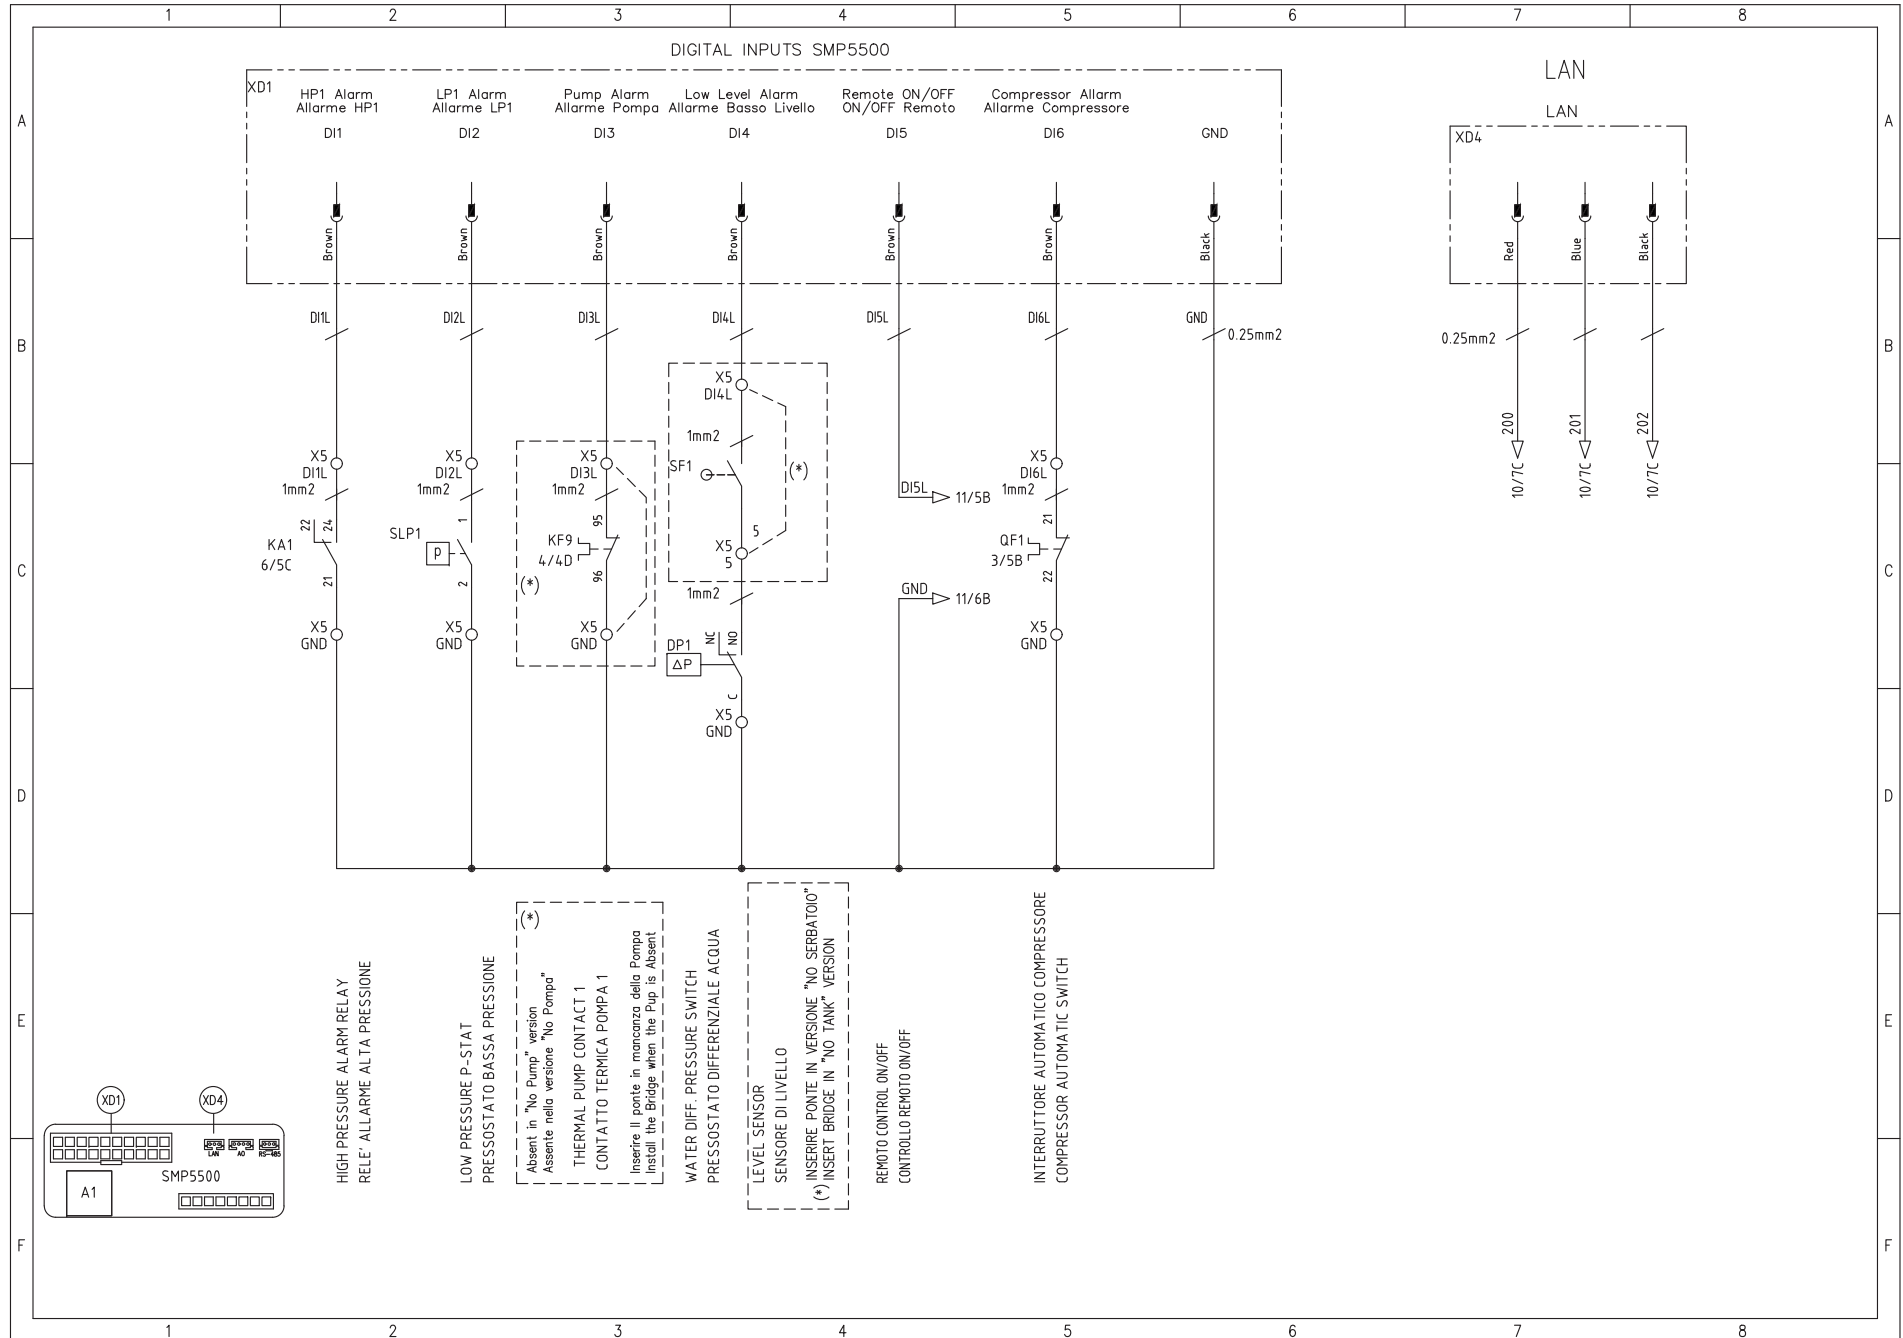 1 2 3 4 5 6 7 8
DIGITAL INPUTS SMP5500
LAN
XD1
HP1 Alarm
Allarme HP1
DI1
LP1 Alarm
Allarme LP1
DI2
Pump Alarm
Allarme Pompa
DI3
Low Level Alarm
Allarme Basso Livello
DI4
Remote ON/OFF
ON/OFF Remoto
DI5
Compressor Allarm
Allarme Compressore
DI6
GND
LAN
XD4
A
A
Brown
Brown
Brown
Brown
Brown
Brown
Black
Red
Blue
Black
DI1L
DI2L
DI3L
DI4L
DI5L
DI6L
GND
0.25mm2
0.25mm2
B
B
X5
DI4L
1mm2
SF1
(*)
5
X5
5
1mm2
200
201
202
10/7C
10/7C
10/7C
X5
DI1L
1mm2
22
24
KA1
6/5C
21
X5
GND
X5
DI2L
1mm2
1
SLP1
P
2
X5
GND
X5
DI3L
1mm2
95
KF9
4/4D
96
(*)
X5
GND
DI5L
11/5B
GND
11/6B
X5
DI6L
1mm2
21
QF1
3/5B
22
X5
GND
C
C
NC
NO
DP1
ΔP
C
X5
GND
D
D
HIGH PRESSURE ALARM RELAY
RELE' ALLARME ALTA PRESSIONE
LOW PRESSURE P-STAT
PRESSOSTATO BASSA PRESSIONE
(*)
Absent in "No Pump" version
Assente nella versione "No Pompa"
THERMAL PUMP CONTACT 1
CONTATTO TERMICA POMPA 1
Inserire Il ponte in mancanza della Pompa
Install the Bridge when the Pup is Absent
WATER DIFF. PRESSURE SWITCH
PRESSOSTATO DIFFERENZIALE ACQUA
LEVEL SENSOR
SENSORE DI LIVELLO
INSERIRE PONTE IN VERSIONE "NO SERBATOIO"
(*) INSERT BRIDGE IN "NO TANK" VERSION
REMOTO CONTROL ON/OFF
CONTROLLO REMOTO ON/OFF
INTERRUTTORE AUTOMATICO COMPRESSORE
COMPRESSOR AUTOMATIC SWITCH
E
E
XD1
XD4
LAN
AO
RS-485
SMP5500
A1
F
F
1 2 3 4 5 6 7 8